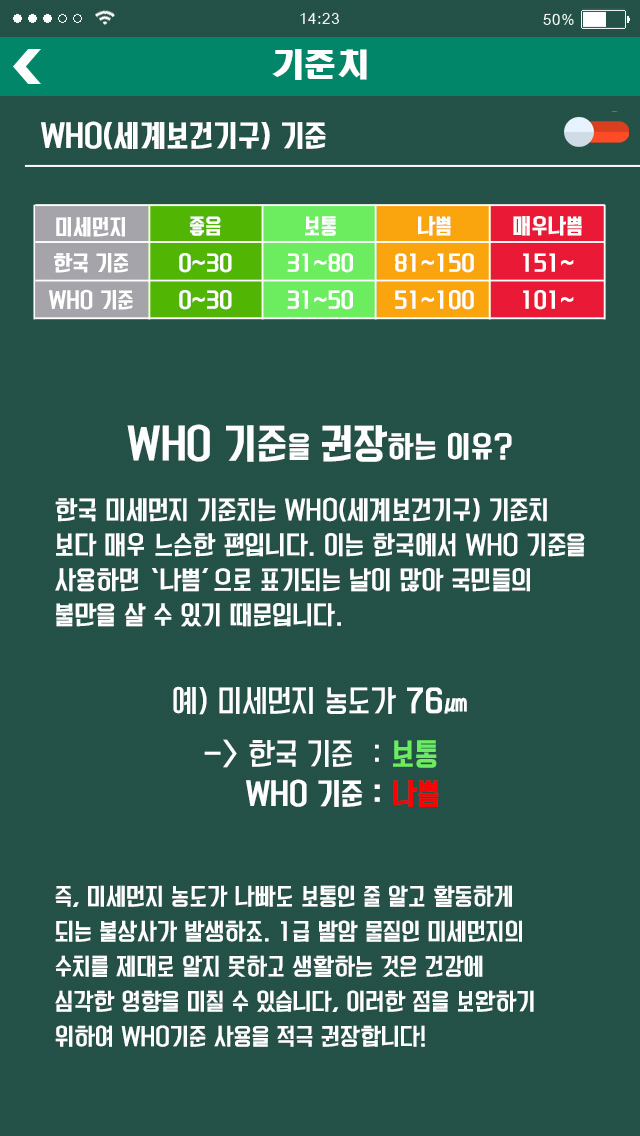 14:23
50%
기준치
WHO(세계보건기구) 기준
미세먼지 좋음 보통 나쁨 매우나쁨
한국 기준 0~30 31~80 81~150 151~
WHO 기준 0~30 31~50 51~100 101~
WHO 기준을 권장하는 이유?
한국 미세먼지 기준치는 WHO(세계보건기구) 기준치
보다 매우 느슨한 편입니다. 이는 한국에서 WHO 기준을
사용하면 `나쁨´으로 표기되는 날이 많아 국민들의
불만을 살 수 있기 때문입니다.
예) 미세먼지 농도가 76㎛
-> 한국 기준 : 보통
WHO 기준 : 나쁨
즉, 미세먼지 농도가 나빠도 보통인 줄 알고 활동하게
되는 불상사가 발생하죠. 1급 발암 물질인 미세먼지의
수치를 제대로 알지 못하고 생활하는 것은 건강에
심각한 영향을 미칠 수 있습니다, 이러한 점을 보완하기
위하여 WHO기준 사용을 적극 권장합니다!